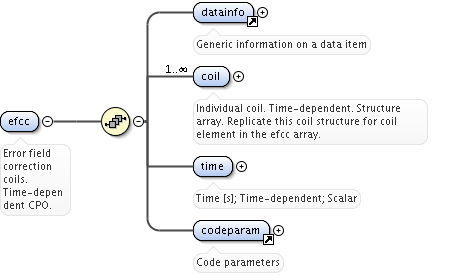 datainfo
Generic information on a data item
1..∞
coil
Individual coil. Time-dependent. Structure
array. Replicate this coil structure for coil
element in the efcc array.
efcc
Error field
correction
coils.
Time-depen
dent CPO.
time
Time [s]; Time-dependent; Scalar
codeparam
Code parameters